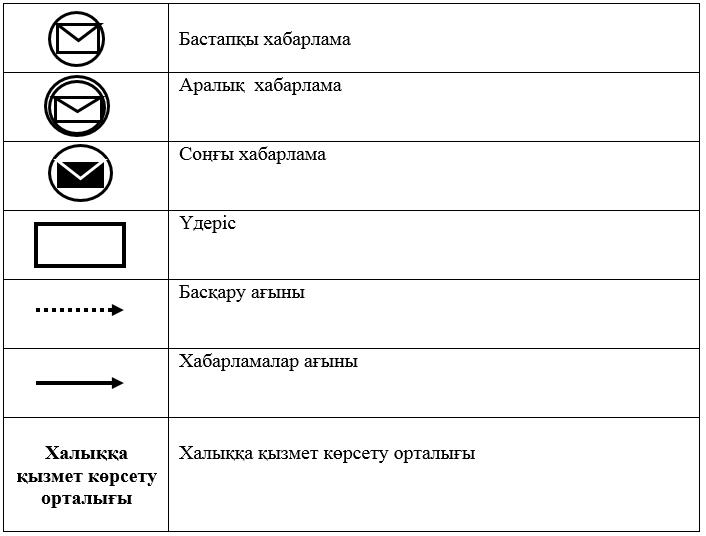 Бастапқы хабарлама
Аралық хабарлама
Соңғы хабарлама
Үдеріс
Басқару ағыны
Хабарламалар ағыны
Халыққа
қызмет көрсету
орталығы
Халыққа қызмет көрсету орталығы